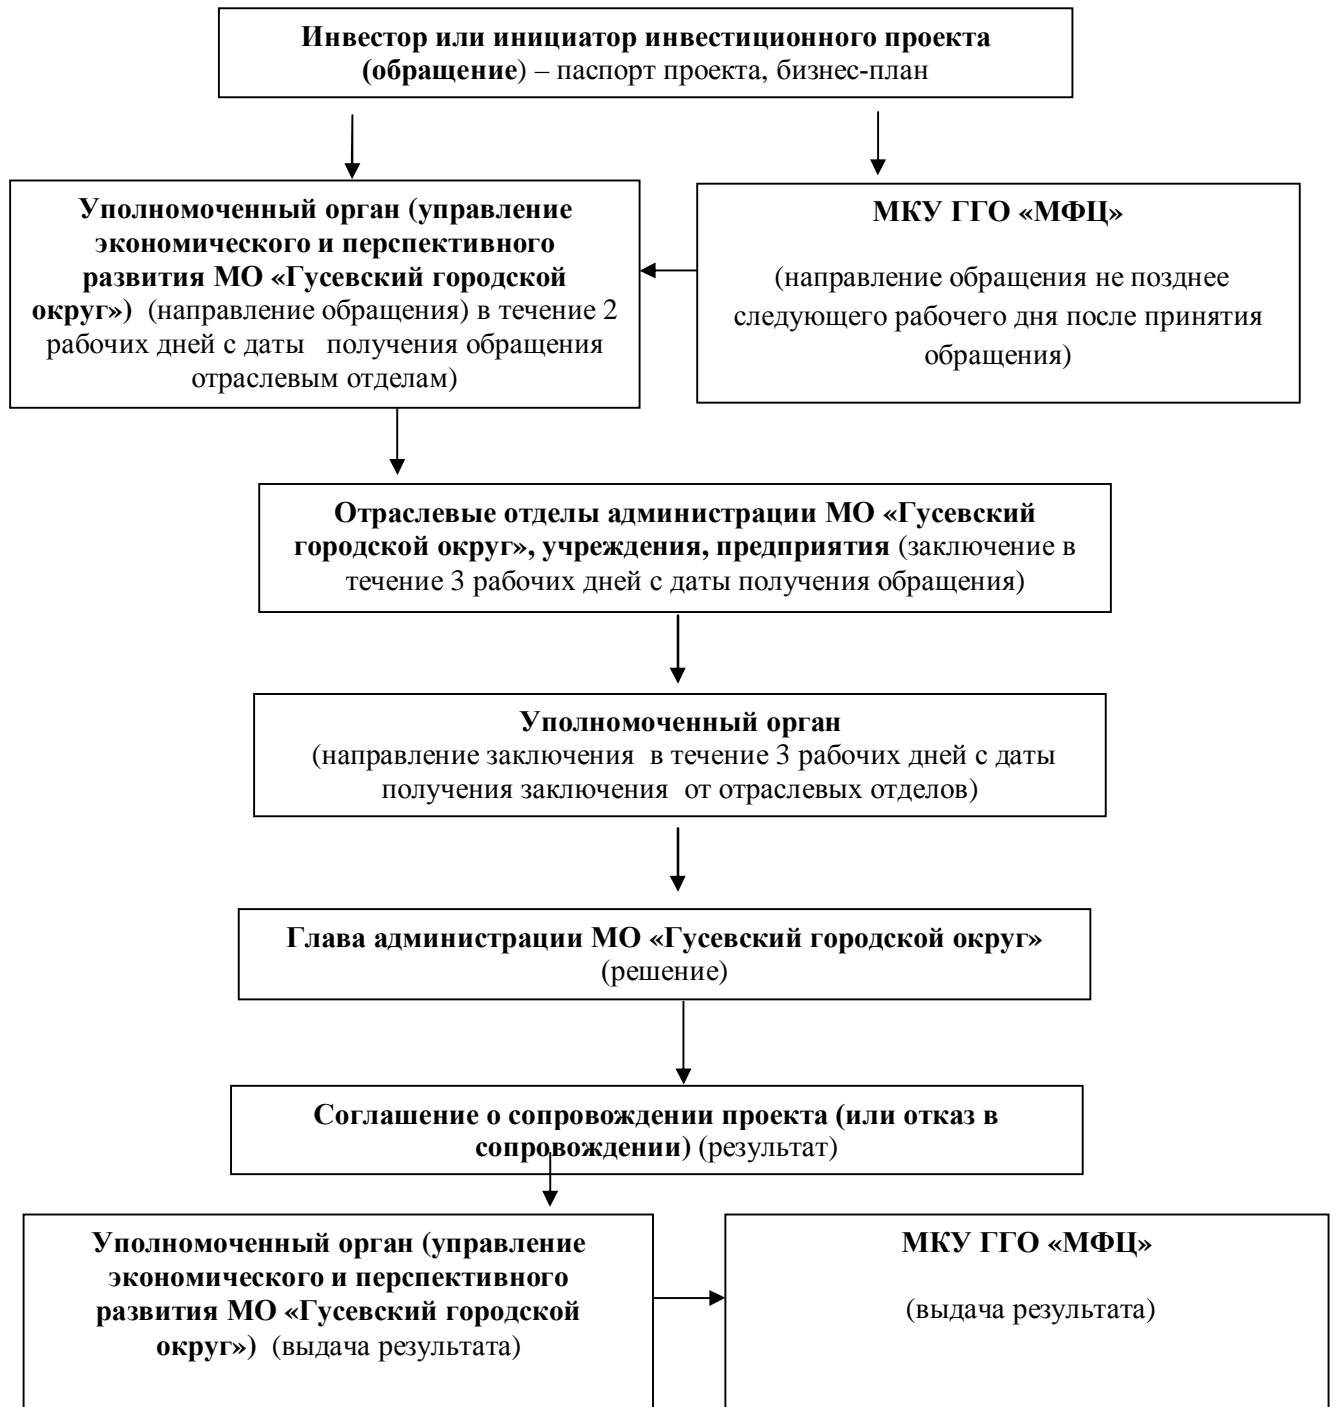 Инвестор или инициатор инвестиционного проекта
(обращение) – паспорт проекта, бизнес-план
Уполномоченный орган (управление
экономического и перспективного
развития МО «Гусевский городской
округ») (направление обращения) в течение 2
рабочих дней с даты получения обращения
отраслевым отделам)
МКУ ГГО «МФЦ»
(направление обращения не позднее
следующего рабочего дня после принятия
обращения)
Отраслевые отделы администрации МО «Гусевский
городской округ», учреждения, предприятия (заключение в
течение 3 рабочих дней с даты получения обращения)
Уполномоченный орган
(направление заключения в течение 3 рабочих дней с даты
получения заключения от отраслевых отделов)
Глава администрации МО «Гусевский городской округ»
(решение)
Соглашение о сопровождении проекта (или отказ в
сопровождении) (результат)
Уполномоченный орган (управление
экономического и перспективного
развития МО «Гусевский городской
округ») (выдача результата)
МКУ ГГО «МФЦ»
(выдача результата)